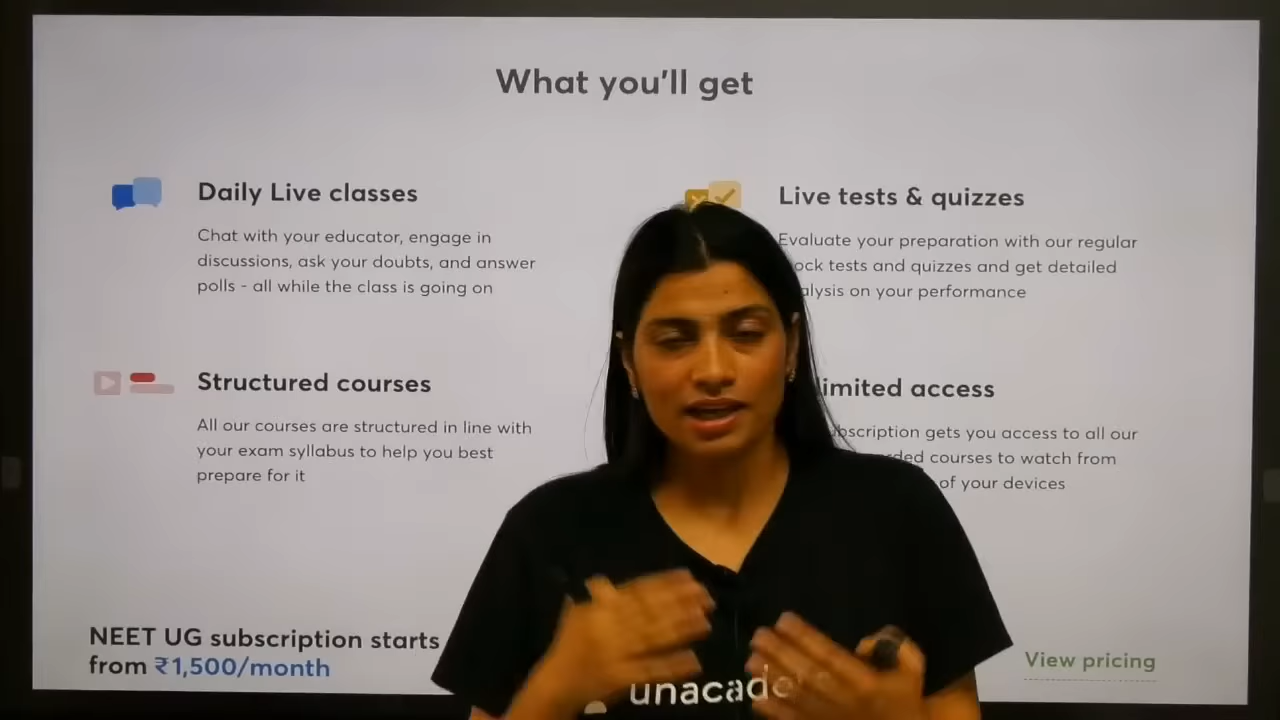 What you'll get
Daily Live classes
Chat with your educator, engage in
discussions, ask your doubts, and answer
polls - all while the class is going on
Live tests & quizzes
Evaluate your preparation with our regular
tests and quizzes and get detailed
on your performance
Structured courses
All our courses are structured in line with
your exam syllabus to help you best
prepare for it
access
gets you access to all our
courses to watch from
of your devices
NEET UG subscription starts
from ₹1,500/month
View pricing